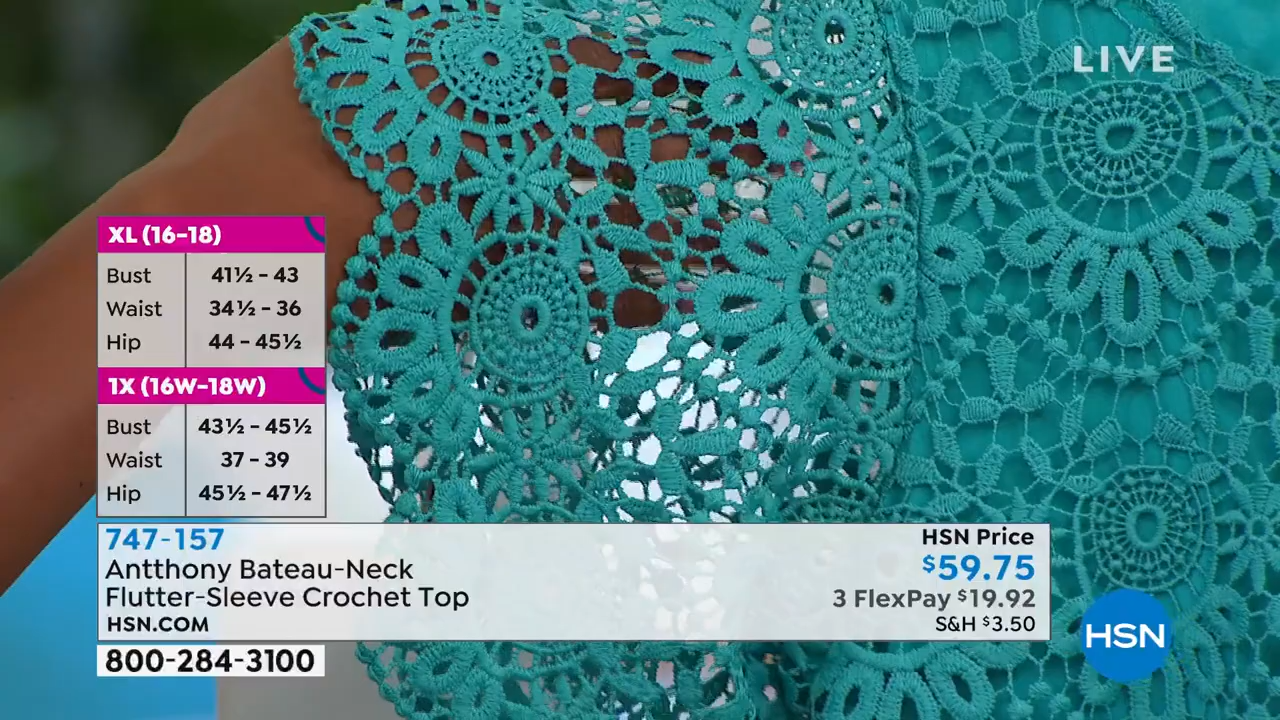 LIVE
XL (16-18)
Bust 41½ - 43
Waist 34½ - 36
Hip 44 - 45½
1X (16W-18W)
Bust 43½ - 45½
Waist 37 - 39
Hip 45½ - 47½
747-157
Antthony Bateau-Neck
Flutter-Sleeve Crochet Top
HSN.COM
HSN Price
$59.75
3 FlexPay $19.92
S&H $3.50
800-284-3100
HSN